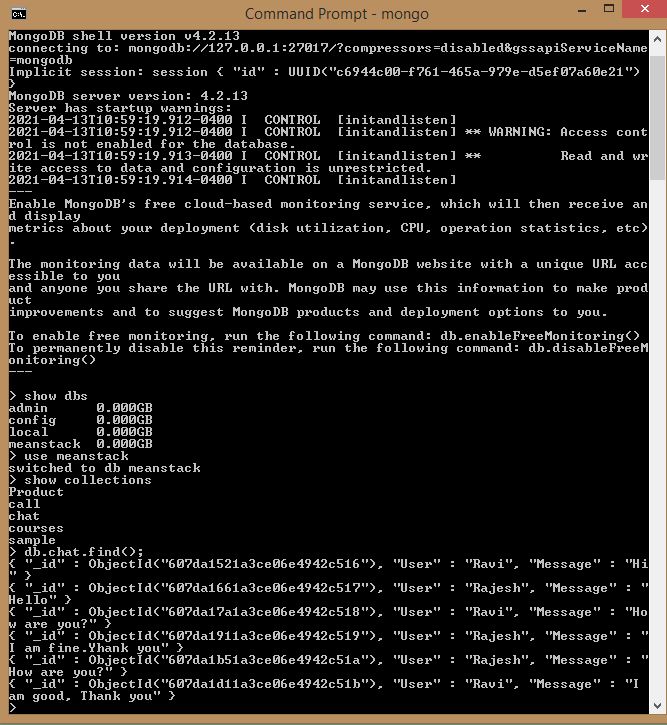 Command Prompt - mongo
MongoDB shell version v4.2.13
connecting to: mongodb://127.0.0.1:27017/?compressors=disabled&gssapiServiceName
=mongodb
Implicit session: session { "id" : UUID("c6944c00-f761-465a-979e-d5ef07a60e21")
}
MongoDB server version: 4.2.13
Server has startup warnings:
2021-04-13T10:59:19.912-0400 I  CONTROL  [initandlisten]
2021-04-13T10:59:19.912-0400 I  CONTROL  [initandlisten] ** WARNING: Access cont
rol is not enabled for the database.
2021-04-13T10:59:19.913-0400 I  CONTROL  [initandlisten] **          Read and wr
ite access to data and configuration is unrestricted.
2021-04-13T10:59:19.914-0400 I  CONTROL  [initandlisten]
---
Enable MongoDB's free cloud-based monitoring service, which will then receive an
d display
metrics about your deployment (disk utilization, CPU, operation statistics, etc)
.
The monitoring data will be available on a MongoDB website with a unique URL acc
essible to you
and anyone you share the URL with. MongoDB may use this information to make prod
uct
improvements and to suggest MongoDB products and deployment options to you.
To enable free monitoring, run the following command: db.enableFreeMonitoring()
To permanently disable this reminder, run the following command: db.disableFreeM
onitoring()
---
> show dbs
admin      0.000GB
config     0.000GB
local      0.000GB
meanstack  0.000GB
> use meanstack
switched to db meanstack
> show collections
Product
call
chat
courses
sample
> db.chat.find();
{ "_id" : ObjectId("607da1521a3ce06e4942c516"), "User" : "Ravi", "Message" : "Hi
" }
{ "_id" : ObjectId("607da1661a3ce06e4942c517"), "User" : "Rajesh", "Message" : "
Hello" }
{ "_id" : ObjectId("607da17a1a3ce06e4942c518"), "User" : "Ravi", "Message" : "Ho
w are you?" }
{ "_id" : ObjectId("607da1911a3ce06e4942c519"), "User" : "Rajesh", "Message" : "
I am fine.Yhank you" }
{ "_id" : ObjectId("607da1b51a3ce06e4942c51a"), "User" : "Rajesh", "Message" : "
How are you?" }
{ "_id" : ObjectId("607da1d11a3ce06e4942c51b"), "User" : "Ravi", "Message" : "I
am good, Thank you" }
>